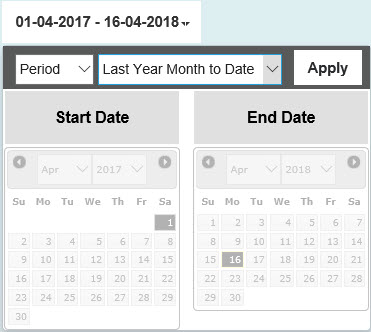 01-04-2017 - 16-04-2018
Period Last Year Month to Date Apply
Start Date End Date
Apr 2017
Su Mo Tu We Th Fr Sa
1
2 3 4 5 6 7 8
9 10 11 12 13 14 15
16 17 18 19 20 21 22
23 24 25 26 27 28 29
30
Apr 2018
Su Mo Tu We Th Fr Sa
1 2 3 4 5 6 7
8 9 10 11 12 13 14
15 16 17 18 19 20 21
22 23 24 25 26 27 28
29 30